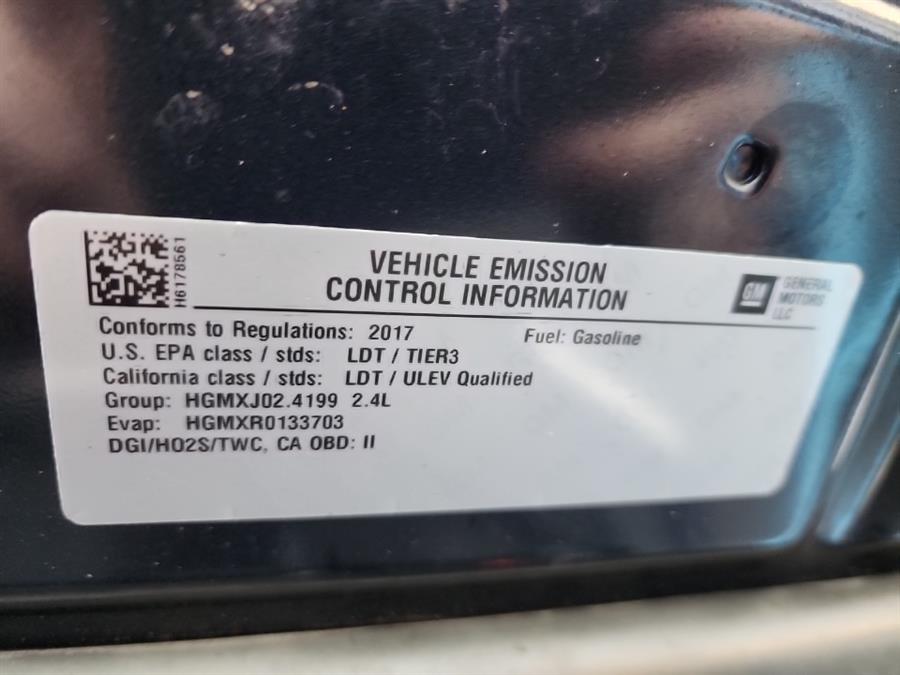 H6178561
VEHICLE EMISSION
CONTROL INFORMATION
GM
GENERAL
MOTORS
LLC
Conforms to Regulations: 2017
Fuel: Gasoline
U.S. EPA class / stds: LDT / TIER3
California class / stds: LDT / ULEV Qualified
Group: HGMXJ02.4199 2.4L
Evap: HGMXR0133703
DGI/HO2S/TWC, CA OBD: II